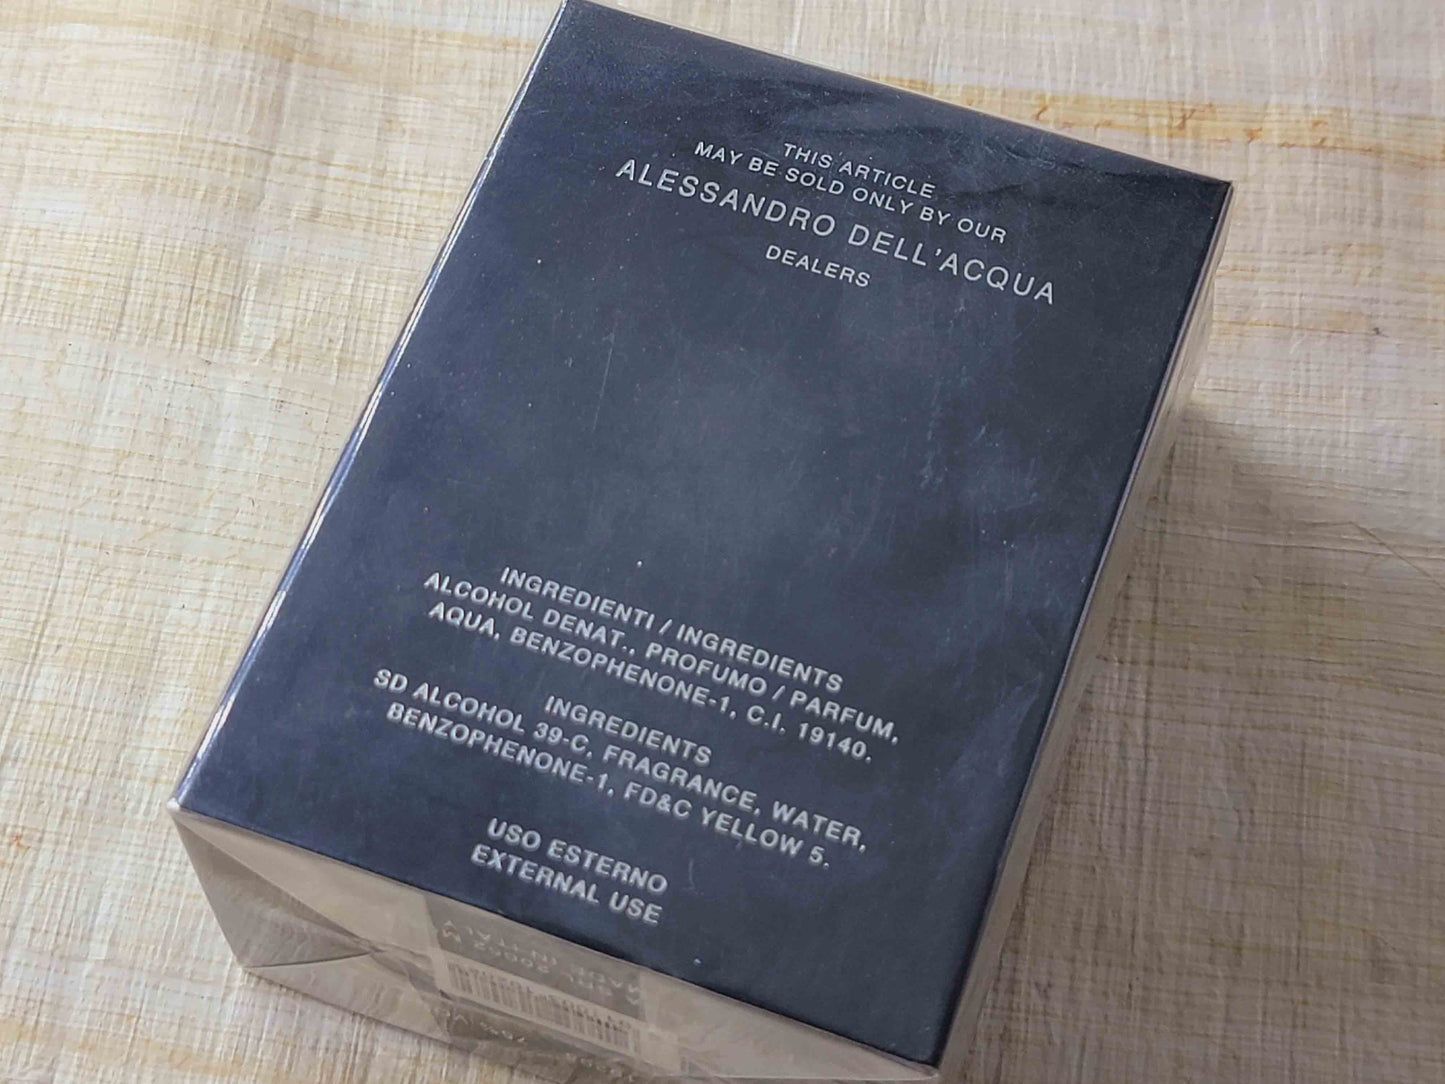 THIS ARTICLE
MAY BE SOLD ONLY BY OUR
ALESSANDRO DELL'ACQUA
DEALERS
INGREDIENTI / INGREDIENTS
ALCOHOL DENAT., PROFUMO / PARFUM,
AQUA, BENZOPHENONE-1, C.I. 19140.
INGREDIENTS
SD ALCOHOL 39-C, FRAGRANCE, WATER,
BENZOPHENONE-1, FD&C YELLOW 5.
USO ESTERNO
EXTERNAL USE